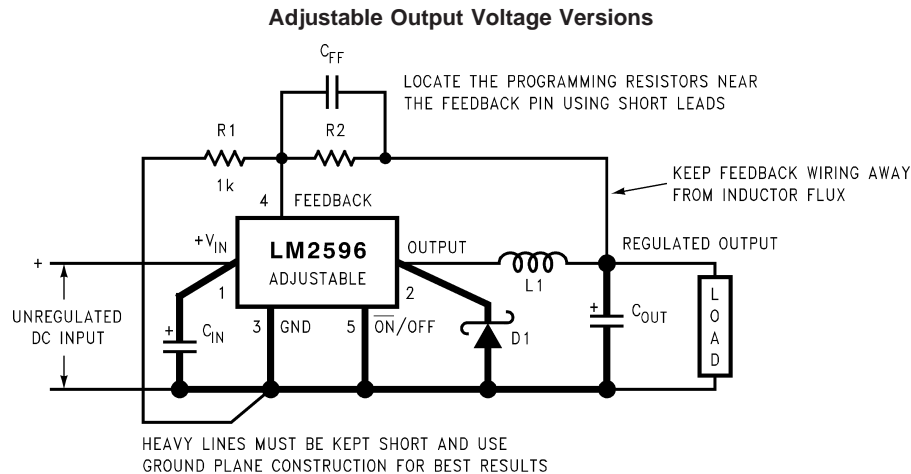 Adjustable Output Voltage Versions
CFF
LOCATE THE PROGRAMMING RESISTORS NEAR
THE FEEDBACK PIN USING SHORT LEADS
R1
R2
1k
KEEP FEEDBACK WIRING AWAY
FROM INDUCTOR FLUX
4
FEEDBACK
+VIN
LM2596
ADJUSTABLE
OUTPUT
REGULATED OUTPUT
+
1
2
L1
UNREGULATED
DC INPUT
+
CIN
3
GND
5
ON/OFF
D1
+
COUT
LOAD
HEAVY LINES MUST BE KEPT SHORT AND USE
GROUND PLANE CONSTRUCTION FOR BEST RESULTS